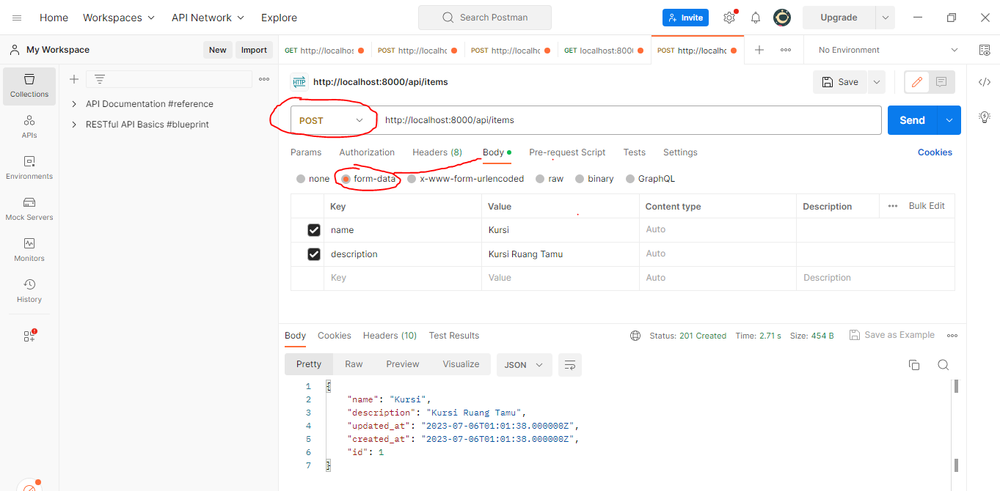 Home Workspaces API Network Explore Search Postman Invite Upgrade
My Workspace New Import GET http://localhos POST http://localhc POST http://localhc GET localhost:800 POST http://localhc No Environment
Collections
APIs
Environments
Mock Servers
Monitors
History
API Documentation #reference
RESTful API Basics #blueprint
HTTP http://localhost:8000/api/items Save
POST http://localhost:8000/api/items Send
Params Authorization Headers (8) Body Pre-request Script Tests Settings Cookies
none form-data x-www-form-urlencoded raw binary GraphQL
Key Value Content type Description Bulk Edit
name Kursi Auto
description Kursi Ruang Tamu Auto
Key Value Auto Description
Body Cookies Headers (10) Test Results Status: 201 Created Time: 2.71 s Size: 454 B Save as Example
Pretty Raw Preview Visualize JSON
1 {
2 "name": "Kursi",
3 "description": "Kursi Ruang Tamu",
4 "updated_at": "2023-07-06T01:01:38.000000Z",
5 "created_at": "2023-07-06T01:01:38.000000Z",
6 "id": 1
7 }